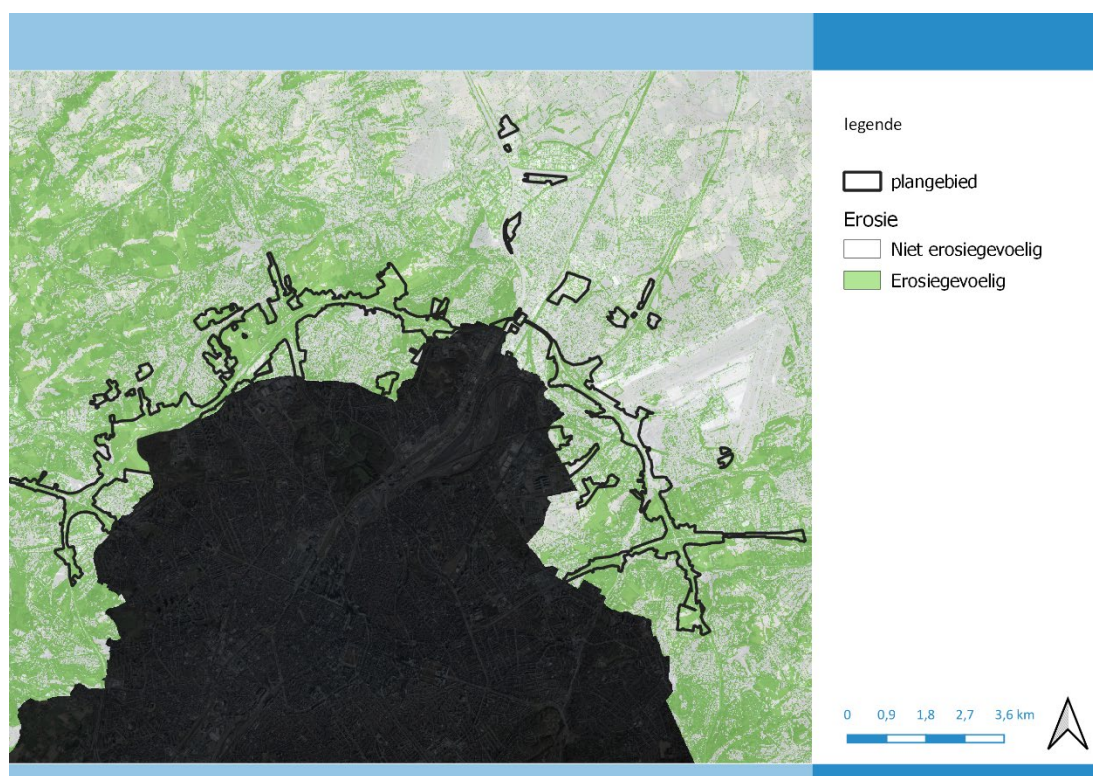 legende
plangebied
Erosie
Niet erosiegevoelig
Erosiegevoelig
0 0,9 1,8 2,7 3,6 km